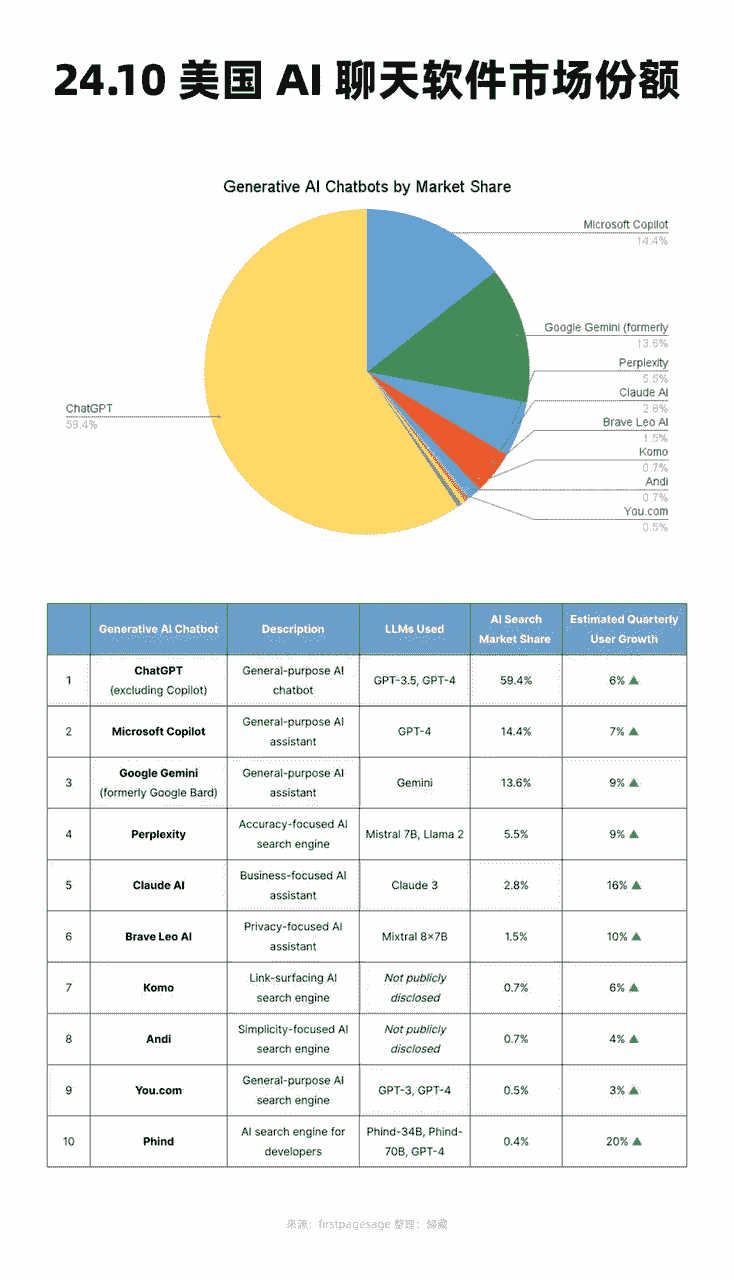 24.10 美国 AI 聊天软件市场份额
Generative AI Chatbots by Market Share
Microsoft Copilot
14.4%
Google Gemini (formerly
13.6%
Perplexity
5.5%
Claude AI
2.8%
Brave Leo AI
1.5%
Komo
0.7%
Andi
0.7%
You.com
0.5%
ChatGPT
59.4%
Generative AI Chatbot
Description
LLMs Used
AI Search
Market Share
Estimated Quarterly
User Growth
1
ChatGPT
(excluding Copilot)
General-purpose AI
chatbot
GPT-3.5, GPT-4
59.4%
6% ▲
2
Microsoft Copilot
General-purpose AI
assistant
GPT-4
14.4%
7% ▲
3
Google Gemini
(formerly Google Bard)
General-purpose AI
assistant
Gemini
13.6%
9% ▲
4
Perplexity
Accuracy-focused AI
search engine
Mistral 7B, Llama 2
5.5%
9% ▲
5
Claude AI
Business-focused AI
assistant
Claude 3
2.8%
16% ▲
6
Brave Leo AI
Privacy-focused AI
assistant
Mixtral 8×7B
1.5%
10% ▲
7
Komo
Link-surfacing AI
search engine
Not publicly
disclosed
0.7%
6% ▲
8
Andi
Simplicity-focused AI
search engine
Not publicly
disclosed
0.7%
4% ▲
9
You.com
General-purpose AI
search engine
GPT-3, GPT-4
0.5%
3% ▲
10
Phind
AI search engine for
developers
Phind-34B, Phind-
70B, GPT-4
0.4%
20% ▲
来源：firstpagesage 整理：歸藏